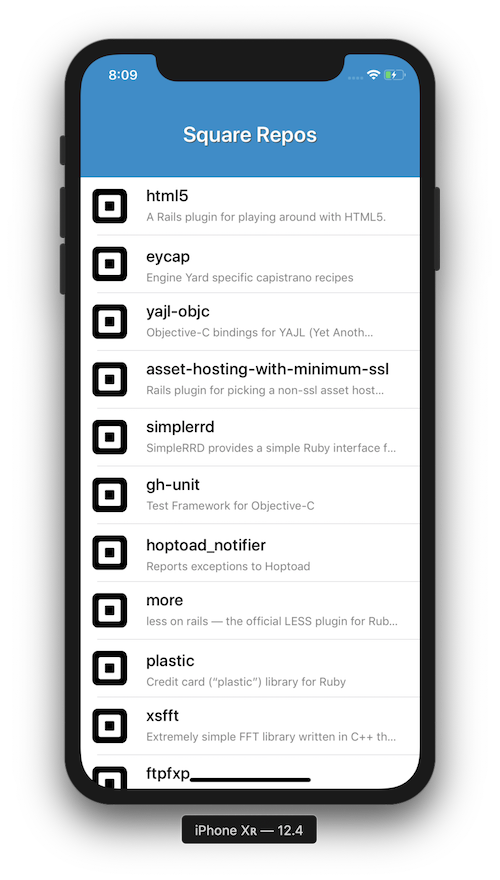 8:09
Square Repos
html5
A Rails plugin for playing around with HTML5.
eycap
Engine Yard specific capistrano recipes
yajl-objc
Objective-C bindings for YAJL (Yet Anoth...
asset-hosting-with-minimum-ssl
Rails plugin for picking a non-ssl asset host...
simplerrd
SimpleRRD provides a simple Ruby interface f...
gh-unit
Test Framework for Objective-C
hoptoad_notifier
Reports exceptions to Hoptoad
more
less on rails — the official LESS plugin for Rub...
plastic
Credit card (“plastic”) library for Ruby
xsfft
Extremely simple FFT library written in C++ th...
ftpfxp
iPhone Xʀ — 12.4